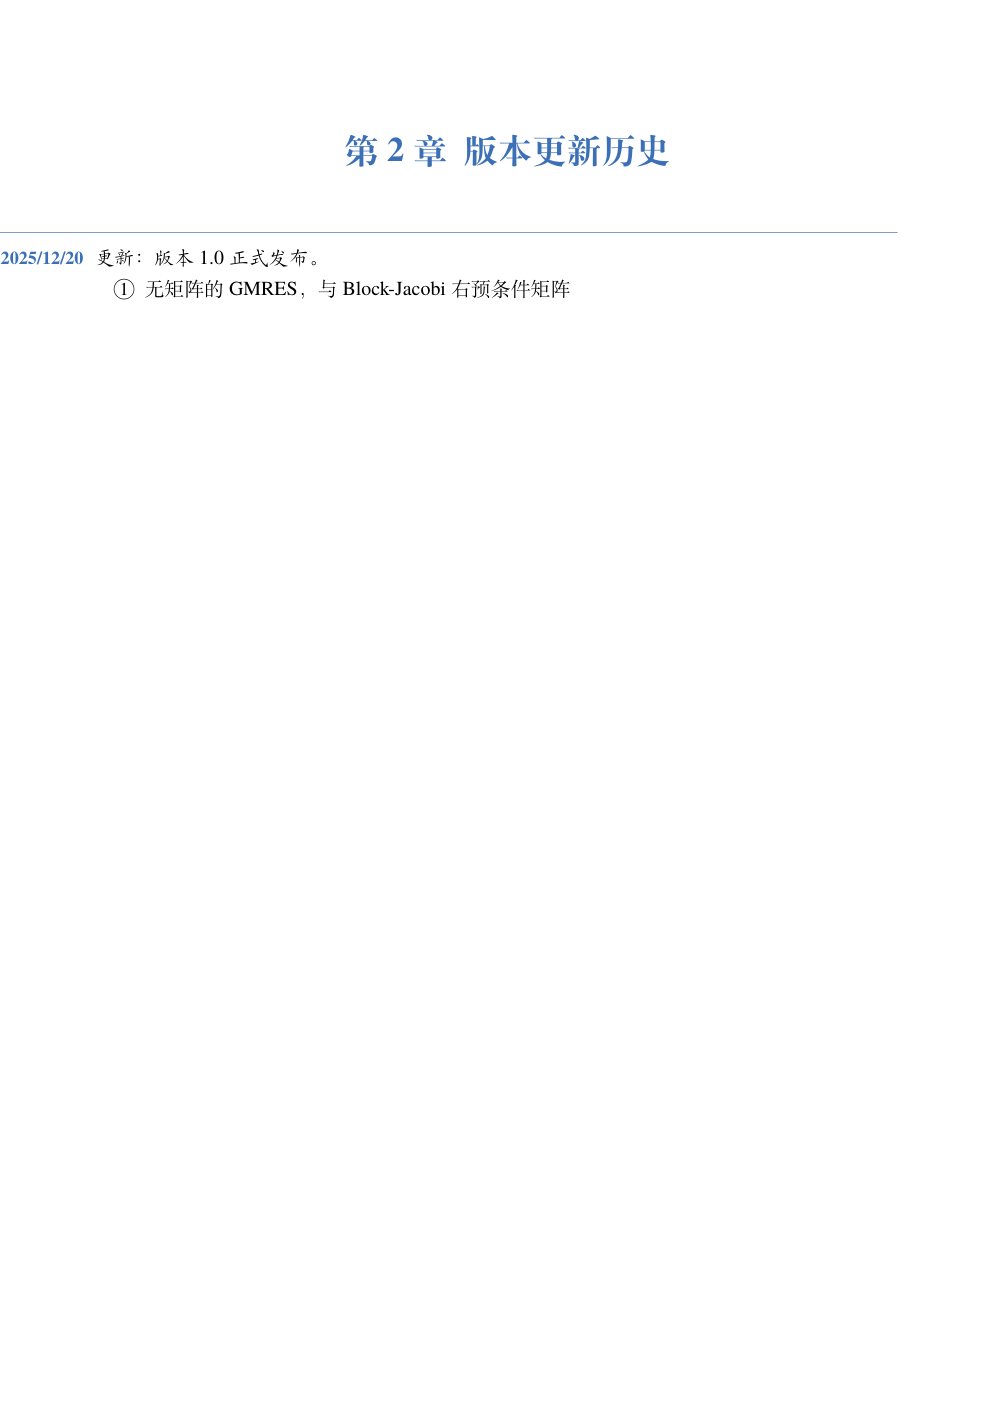 第 2 章 版本更新历史
2025/12/20 更新：版本 1.0 正式发布。
① 无矩阵的 GMRES，与 Block-Jacobi 右预条件矩阵